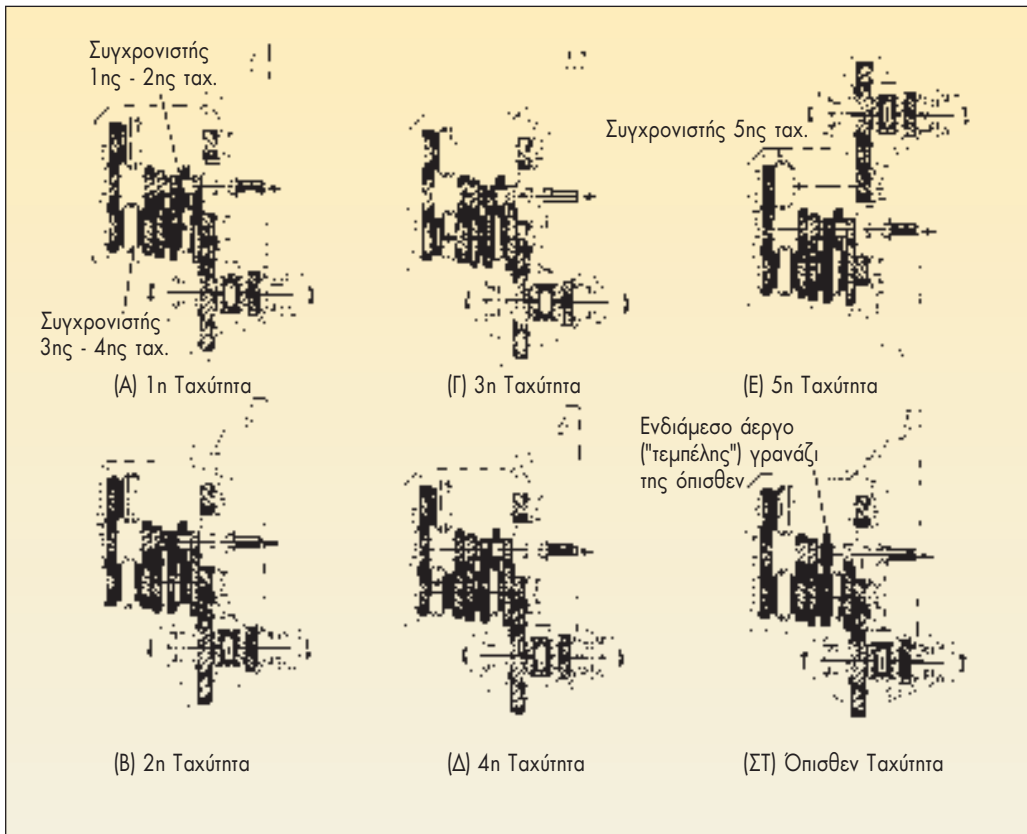 Συγχρονιστής
1ης - 2ης ταχ.
Συγχρονιστής
3ης - 4ης ταχ.
(Α) 1η Ταχύτητα
(Γ) 3η Ταχύτητα
Συγχρονιστής 5ης ταχ.
(Ε) 5η Ταχύτητα
(Β) 2η Ταχύτητα
(Δ) 4η Ταχύτητα
Ενδιάμεσο άεργο
("τεμπέλης") γρανάζι
της όπισθεν
(ΣΤ) Όπισθεν Ταχύτητα